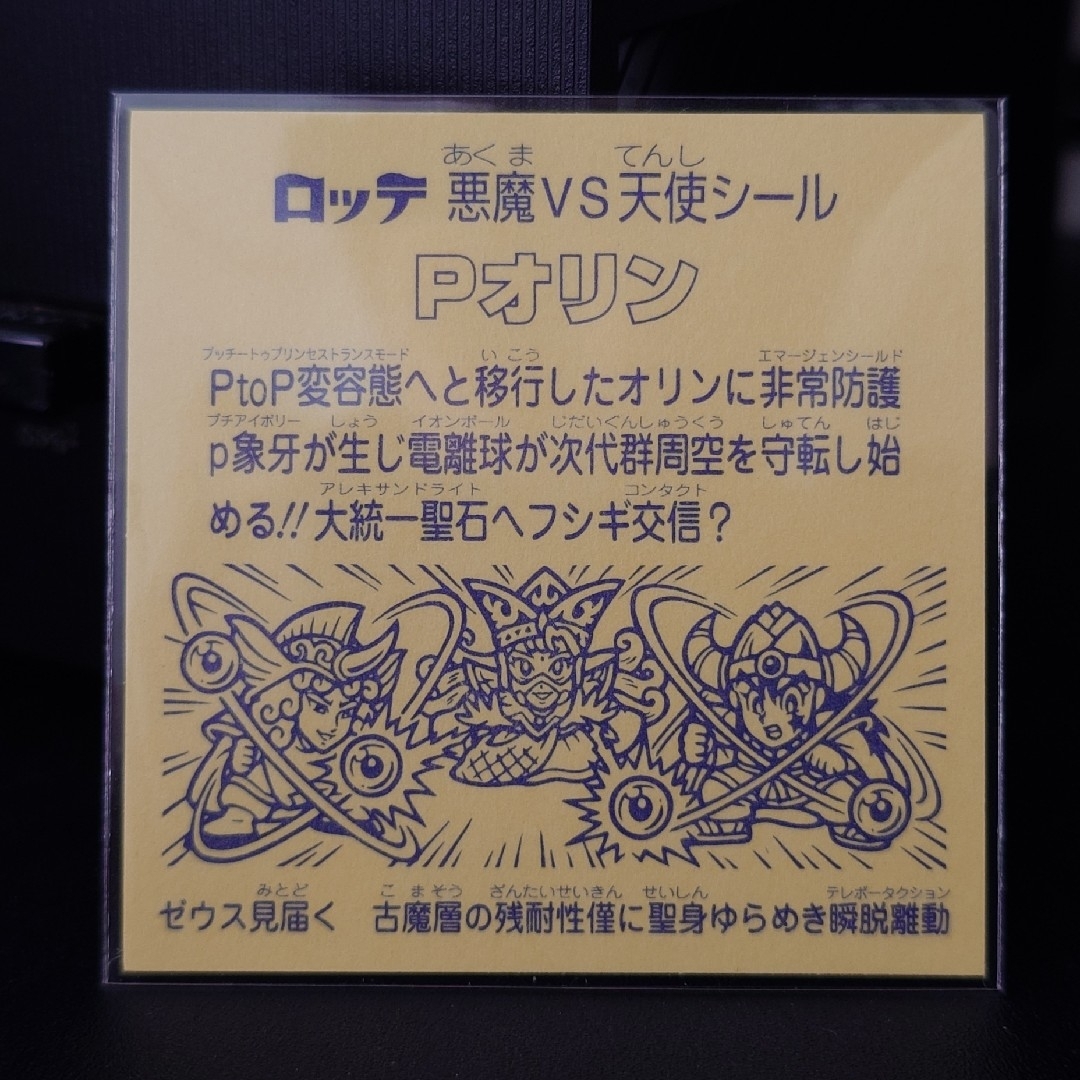 あくま てんし
ロッテ 悪魔VS天使シール
Pオリン
プッチートゥプリンセストランスモード いこう エマージェンシールド
PtoP変容態へと移行したオリンに非常防護
プチアイボリー しょう イオンボール じだいぐんしゅうくう しゅてん はじ
p象牙が生じ電離球が次代群周空を守転し始
アレキサンドライト コンタクト
める!!大統一聖石へフシギ交信？
みとど こまそう ざんたいせいきん せいしん テレポータクション
ゼウス見届く 古魔層の残耐性僅に聖身ゆらめき瞬脱離動